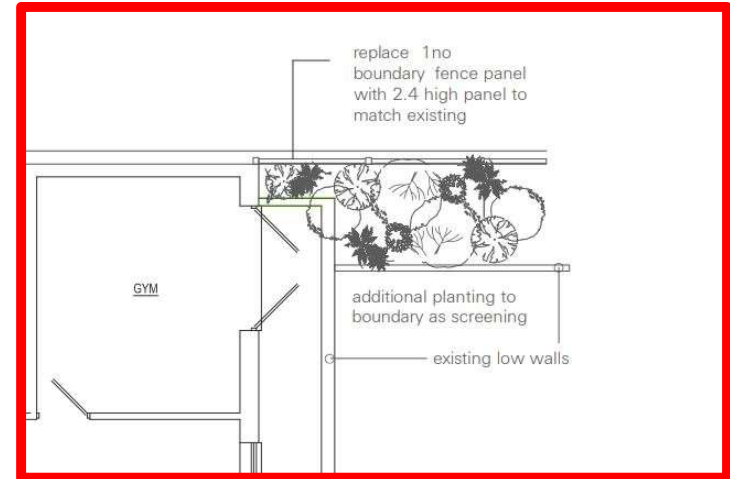 replace 1no
boundary fence panel
with 2.4 high panel to
match existing
GYM
additional planting to
boundary as screening
existing low walls